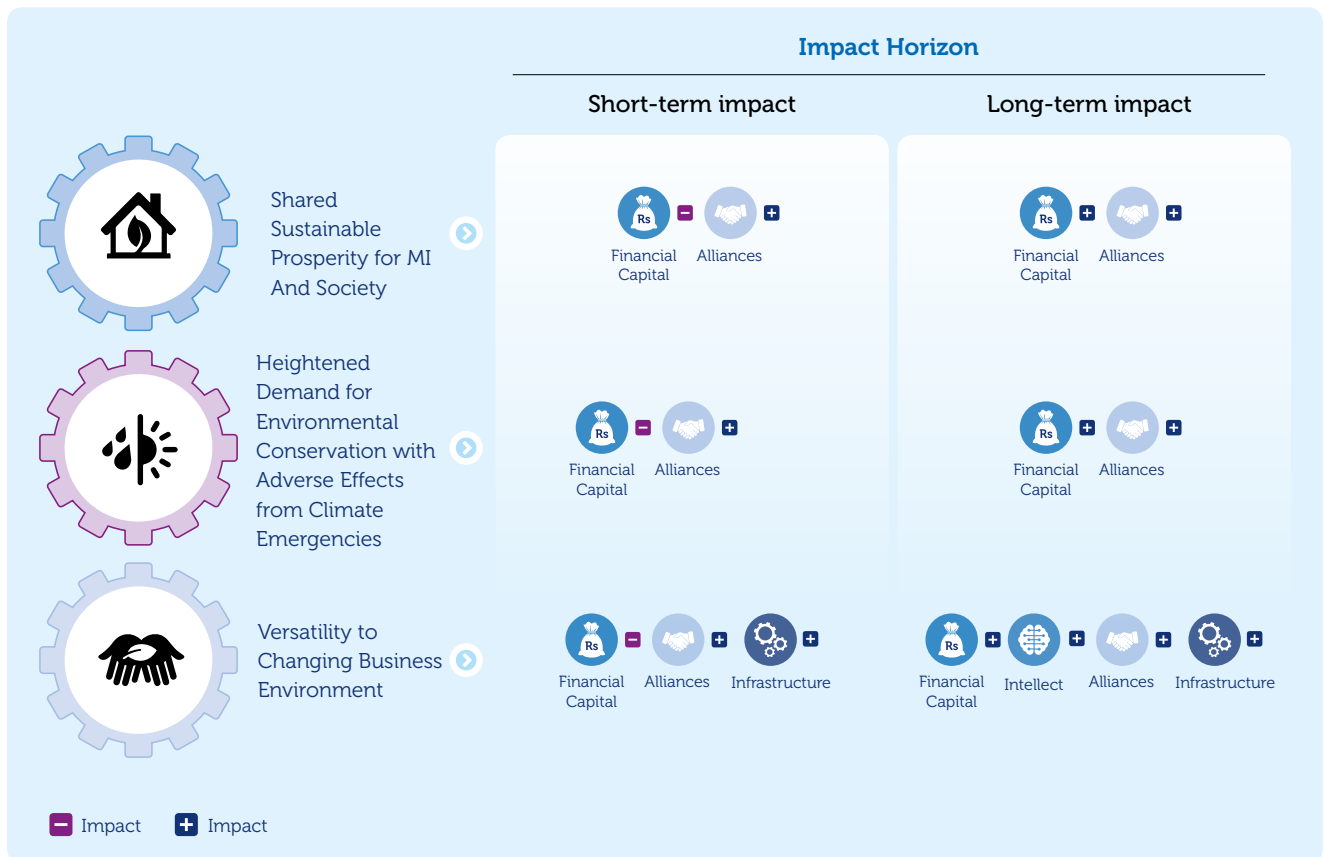 Impact Horizon
Short-term impact
Long-term impact
Shared
Sustainable
Prosperity for MI
And Society
Rs
Financial
Capital
Alliances
Rs
Financial
Capital
Alliances
Heightened
Demand for
Environmental
Conservation with
Adverse Effects
from Climate
Emergencies
Rs
Financial
Capital
Alliances
Rs
Financial
Capital
Alliances
Versatility to
Changing Business
Environment
Rs
Financial
Capital
Alliances
Infrastructure
Rs
Financial
Capital
Intellect
Alliances
Infrastructure
Impact
Impact